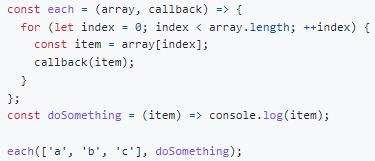 const each = (array, callback) => {
  for (let index = 0; index < array.length; ++index) {
    const item = array[index];
    callback(item);
  }
};
const doSomething = (item) => console.log(item);

each(['a', 'b', 'c'], doSomething);